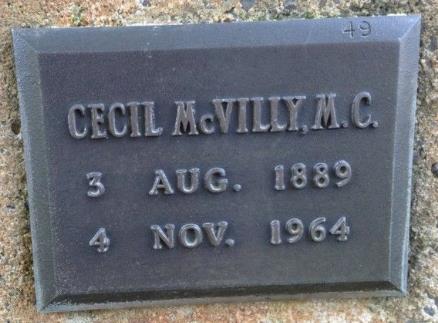 49
CECIL McVILLY, M.C.
3 AUG. 1889
4 NOV. 1964